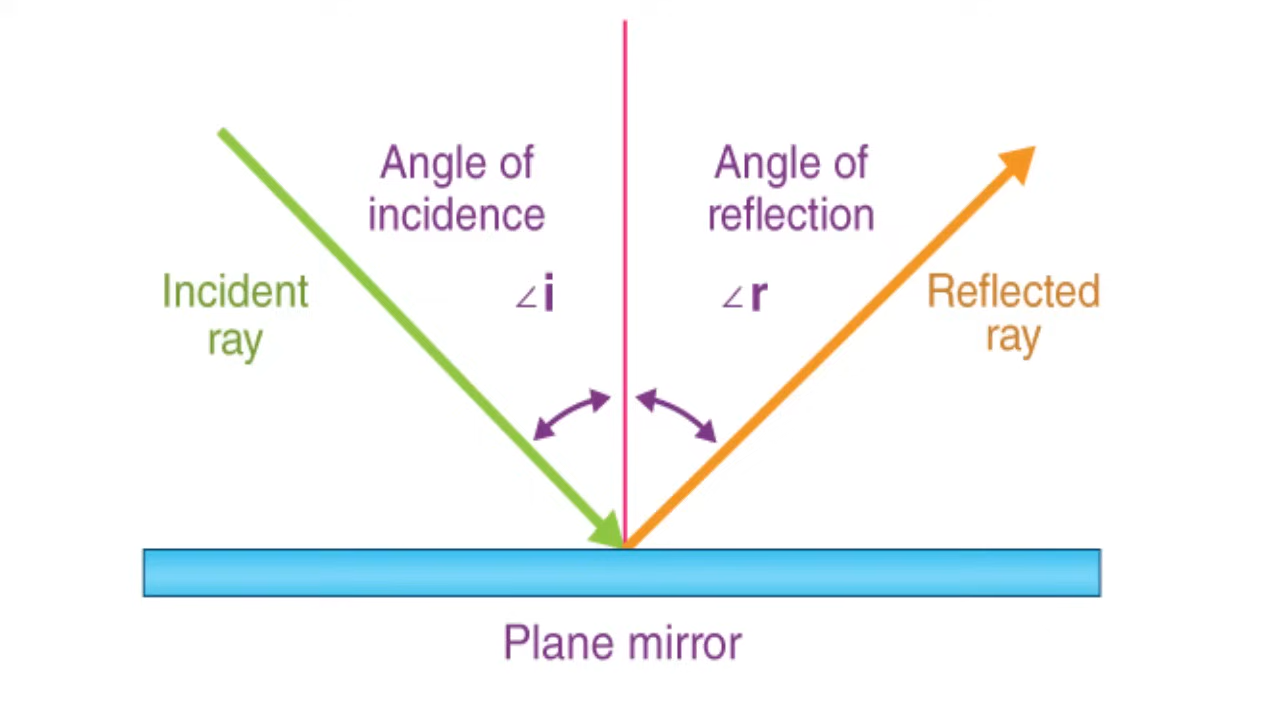 Angle of
incidence
Angle of
reflection
Incident
ray
∠i
∠r
Reflected
ray
Plane mirror